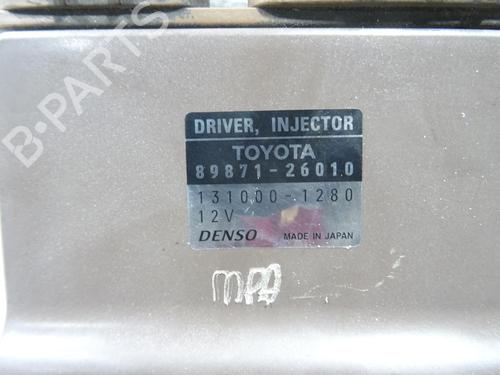 B-PARTS
DRIVER, INJECTOR
TOYOTA
89871-26010
131000-1280
12V
DENSO MADE IN JAPAN